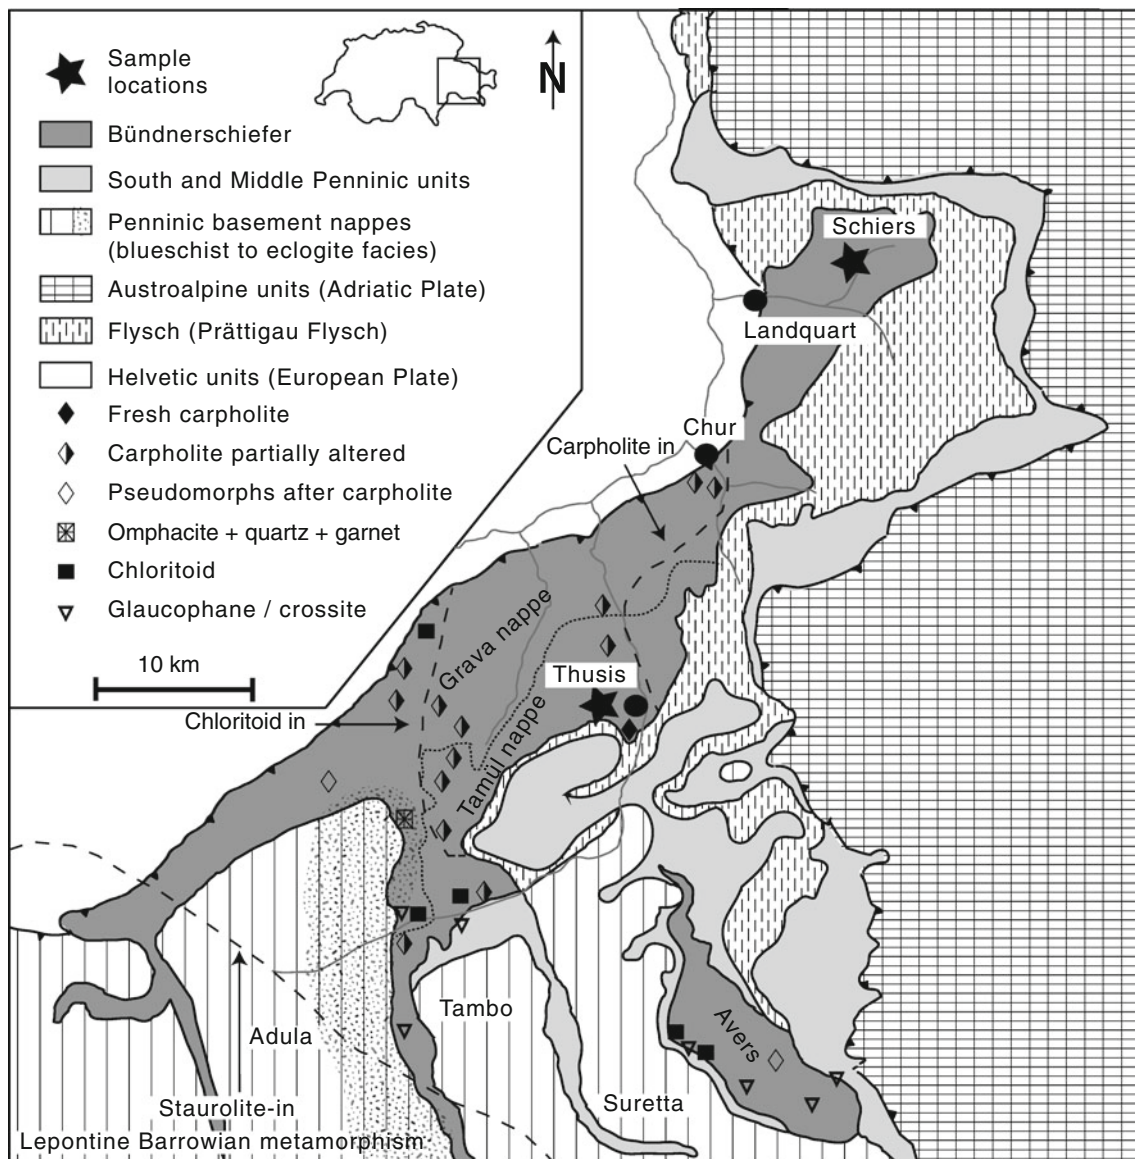 Sample
locations
N
Bündnerschiefer
South and Middle Penninic units
Penninic basement nappes
(blueschist to eclogite facies)
Austroalpine units (Adriatic Plate)
Flysch (Prättigau Flysch)
Helvetic units (European Plate)
Fresh carpholite
Carpholite partially altered
Pseudomorphs after carpholite
Omphacite + quartz + garnet
Chloritoid
Glaucophane / crossite
10 km
Schiers
Landquart
Chur
Carpholite in
Grava nappe
Thusis
Chloritoid in
Tamül nappe
Avers
Tambo
Adula
Suretta
Staurolite-in
Lepontine Barrowian metamorphism